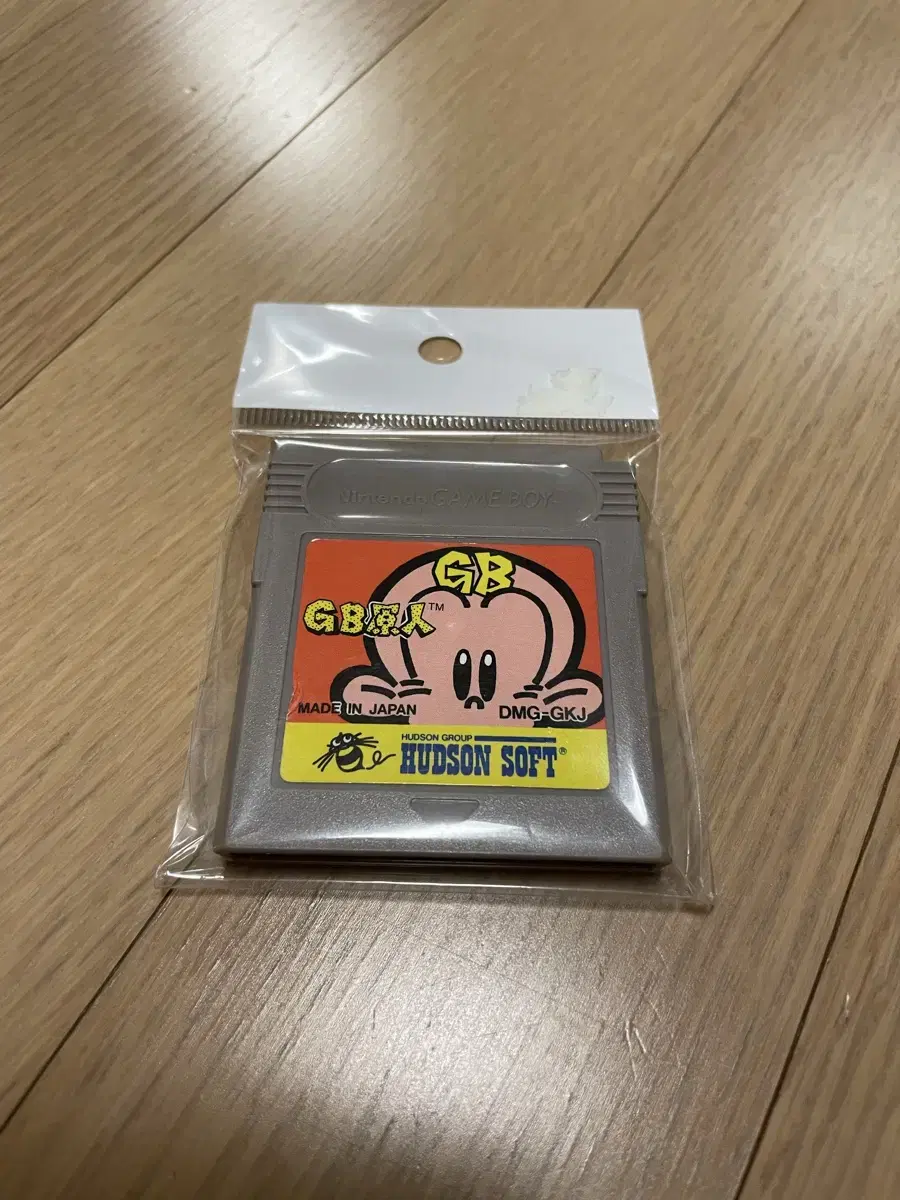 Nintendo GAME BOY
GB
GB原人™
MADE IN JAPAN
DMG-GKJ
HUDSON GROUP
HUDSON SOFT®